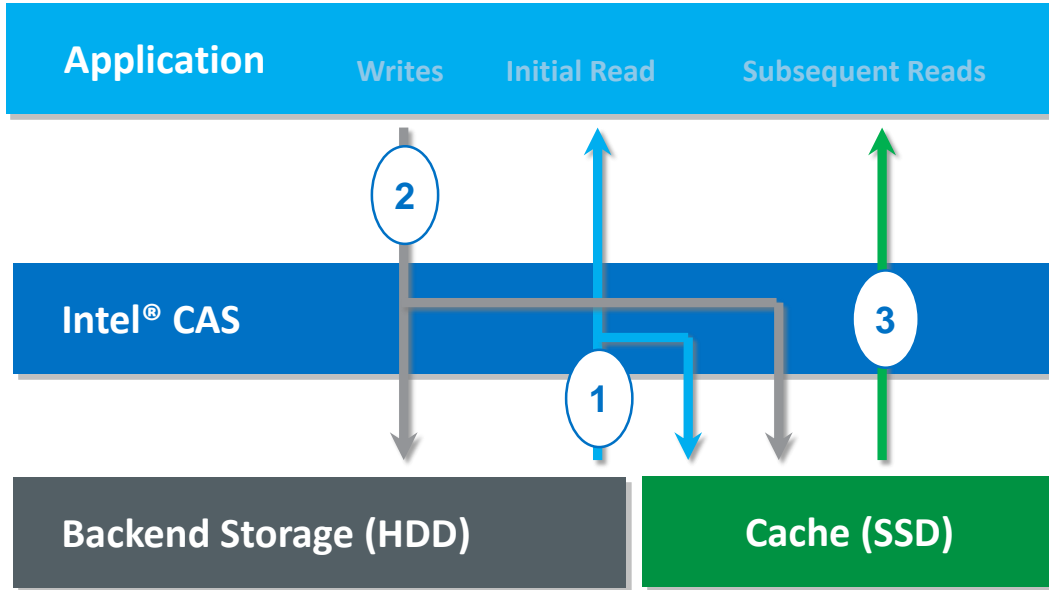 Application
Writes
Initial Read
Subsequent Reads
2
Intel® CAS
3
1
Backend Storage (HDD)
Cache (SSD)